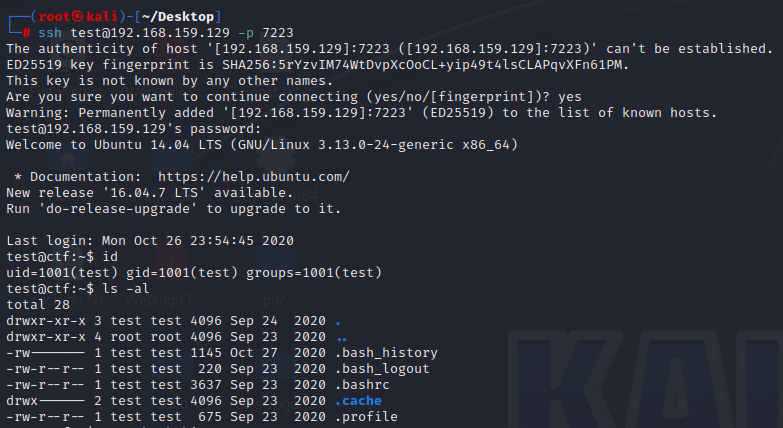 ┌──(root㉿kali)-[~/Desktop]
└─# ssh test@192.168.159.129 -p 7223
The authenticity of host '[192.168.159.129]:7223 ([192.168.159.129]:7223)' can't be established.
ED25519 key fingerprint is SHA256:5rYzvIM74WtDvpXcOoCL+yip49t4lsCLAPqvXFn61PM.
This key is not known by any other names.
Are you sure you want to continue connecting (yes/no/[fingerprint])? yes
Warning: Permanently added '[192.168.159.129]:7223' (ED25519) to the list of known hosts.
test@192.168.159.129's password:
Welcome to Ubuntu 14.04 LTS (GNU/Linux 3.13.0-24-generic x86_64)
* Documentation:  https://help.ubuntu.com/
New release '16.04.7 LTS' available.
Run 'do-release-upgrade' to upgrade to it.
Last login: Mon Oct 26 23:54:45 2020
test@ctf:~$ id
uid=1001(test) gid=1001(test) groups=1001(test)
test@ctf:~$ ls -al
total 28
drwxr-xr-x 3 test test 4096 Sep 24  2020 .
drwxr-xr-x 4 root root 4096 Sep 23  2020 ..
-rw------- 1 test test 1145 Oct 27  2020 .bash_history
-rw-r--r-- 1 test test  220 Sep 23  2020 .bash_logout
-rw-r--r-- 1 test test 3637 Sep 23  2020 .bashrc
drwx------ 2 test test 4096 Sep 23  2020 .cache
-rw-r--r-- 1 test test  675 Sep 23  2020 .profile